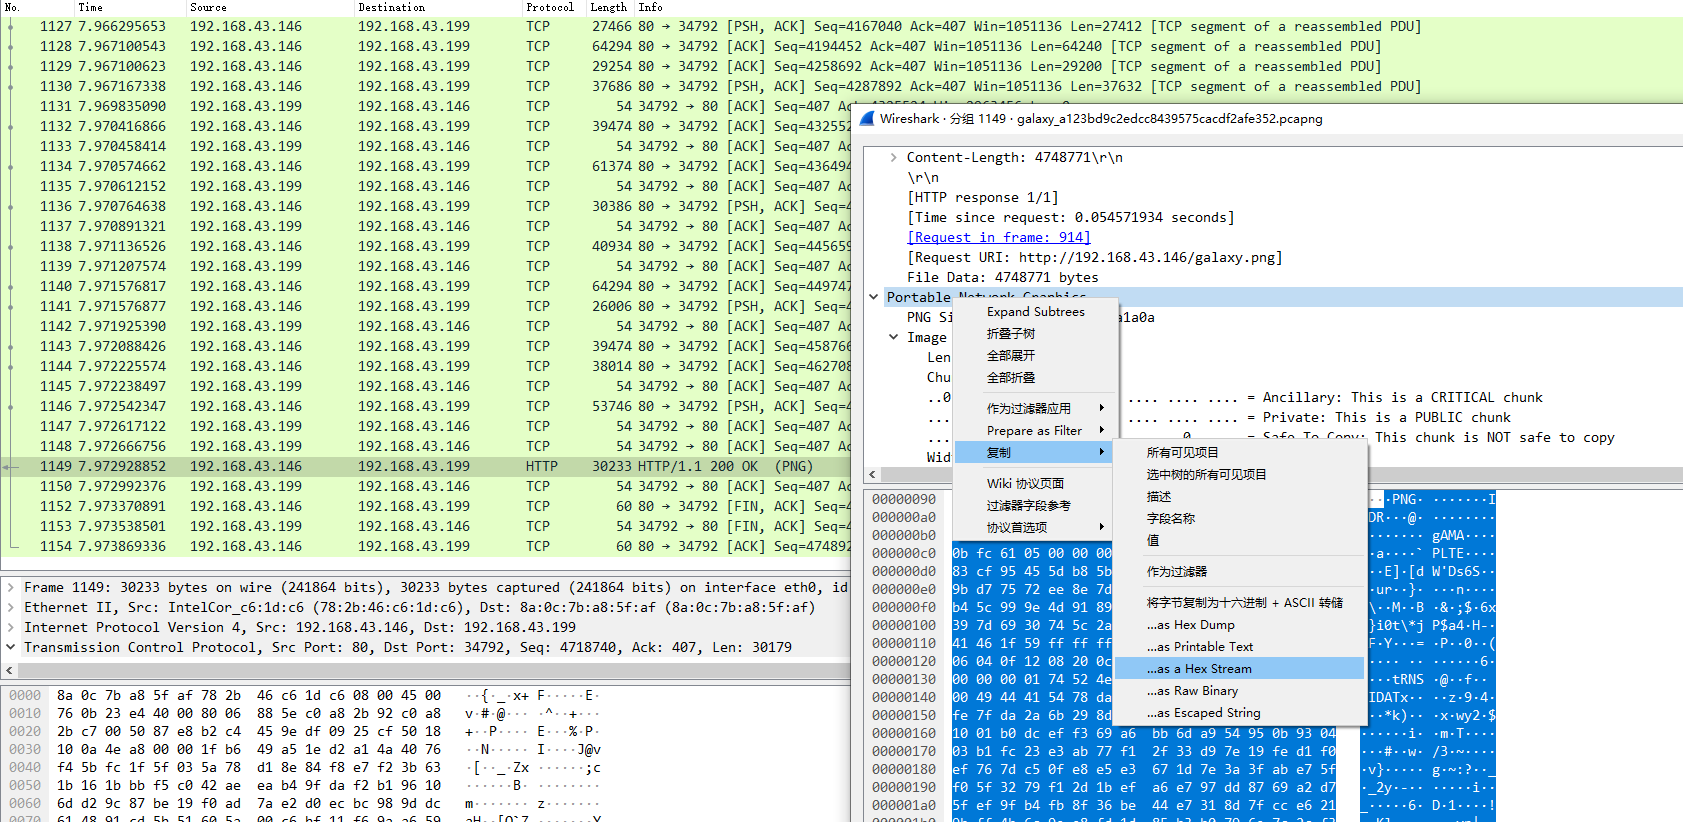 No.	Time	Source	Destination	Protocol	Length	Info
1127 7.966295653 192.168.43.146 192.168.43.199 TCP 27466 80 → 34792 [PSH, ACK] Seq=4167040 Ack=407 Win=1051136 Len=27412 [TCP segment of a reassembled PDU]
1128 7.967100543 192.168.43.146 192.168.43.199 TCP 64294 80 → 34792 [ACK] Seq=4194452 Ack=407 Win=1051136 Len=64240 [TCP segment of a reassembled PDU]
1129 7.967100623 192.168.43.146 192.168.43.199 TCP 29254 80 → 34792 [ACK] Seq=4258692 Ack=407 Win=1051136 Len=29200 [TCP segment of a reassembled PDU]
1130 7.967167338 192.168.43.146 192.168.43.199 TCP 37686 80 → 34792 [PSH, ACK] Seq=4287892 Ack=407 Win=1051136 Len=37632 [TCP segment of a reassembled PDU]
1131 7.969835090 192.168.43.199 192.168.43.146 TCP 54 34792 → 80 [ACK] Seq=407
1132 7.970416866 192.168.43.146 192.168.43.199 TCP 39474 80 → 34792 [ACK] Seq=432552
1133 7.970458414 192.168.43.199 192.168.43.146 TCP 54 34792 → 80 [ACK] Seq=407 Ac
1134 7.970574662 192.168.43.146 192.168.43.199 TCP 61374 80 → 34792 [ACK] Seq=436494
1135 7.970612152 192.168.43.199 192.168.43.146 TCP 54 34792 → 80 [ACK] Seq=407 Ac
1136 7.970764638 192.168.43.146 192.168.43.199 TCP 30386 80 → 34792 [PSH, ACK] Seq=4
1137 7.970891321 192.168.43.199 192.168.43.146 TCP 54 34792 → 80 [ACK] Seq=407 Ac
1138 7.971136526 192.168.43.146 192.168.43.199 TCP 40934 80 → 34792 [ACK] Seq=445659
1139 7.971207574 192.168.43.199 192.168.43.146 TCP 54 34792 → 80 [ACK] Seq=407 Ac
1140 7.971576817 192.168.43.146 192.168.43.199 TCP 64294 80 → 34792 [ACK] Seq=449747
1141 7.971576877 192.168.43.146 192.168.43.199 TCP 26006 80 → 34792 [PSH, ACK] Seq=4
1142 7.971925390 192.168.43.199 192.168.43.146 TCP 54 34792 → 80 [ACK] Seq=407 Ac
1143 7.972088426 192.168.43.146 192.168.43.199 TCP 39474 80 → 34792 [ACK] Seq=458766
1144 7.972225574 192.168.43.146 192.168.43.199 TCP 38014 80 → 34792 [ACK] Seq=462708
1145 7.972238497 192.168.43.199 192.168.43.146 TCP 54 34792 → 80 [ACK] Seq=407 Ac
1146 7.972542347 192.168.43.146 192.168.43.199 TCP 53746 80 → 34792 [PSH, ACK] Seq=4
1147 7.972617122 192.168.43.199 192.168.43.146 TCP 54 34792 → 80 [ACK] Seq=407 Ac
1148 7.972666756 192.168.43.199 192.168.43.146 TCP 54 34792 → 80 [ACK] Seq=407 Ac
1149 7.972928852 192.168.43.146 192.168.43.199 HTTP 30233 HTTP/1.1 200 OK (PNG)
1150 7.972992376 192.168.43.199 192.168.43.146 TCP 54 34792 → 80 [ACK] Seq=407 Ac
1152 7.973370891 192.168.43.146 192.168.43.199 TCP 60 80 → 34792 [FIN, ACK] Seq=4
1153 7.973538501 192.168.43.199 192.168.43.146 TCP 54 34792 → 80 [FIN, ACK] Seq=4
1154 7.973869336 192.168.43.146 192.168.43.199 TCP 60 80 → 34792 [ACK] Seq=474892
Frame 1149: 30233 bytes on wire (241864 bits), 30233 bytes captured (241864 bits) on interface eth0, id
Ethernet II, Src: IntelCor_c6:1d:c6 (78:2b:46:c6:1d:c6), Dst: 8a:0c:7b:a8:5f:af (8a:0c:7b:a8:5f:af)
Internet Protocol Version 4, Src: 192.168.43.146, Dst: 192.168.43.199
Transmission Control Protocol, Src Port: 80, Dst Port: 34792, Seq: 4718740, Ack: 407, Len: 30179
0000 8a 0c 7b a8 5f af 78 2b 46 c6 1d c6 08 00 45 00 ··{·_·x+ F·····E·
0010 76 0b 23 e4 40 00 80 06 88 5e c0 a8 2b 92 c0 a8 v·#·@··· ·^··+···
0020 2b c7 00 50 87 e8 b2 c4 45 9e df 09 25 cf 50 18 +··P···· E···%·P·
0030 10 0a 4e a8 00 00 1f b6 49 a5 1e d2 a1 4a 40 76 ··N····· I····J@v
0040 f4 5b fc 1f 5f 03 5a 78 d1 8e 84 f8 e7 f2 3b 63 ·[··_·Zx ······;c
0050 1b 16 1b bb f5 c0 42 ae ea b4 9f da f2 b1 96 10 ······B· ········
0060 6d d2 9c 87 be 19 f0 ad 7a e2 d0 ec bc 98 9d dc m······· z·······
Wireshark · 分组 1149 · galaxy_a123bd9c2edcc8439575cacdf2afe352.pcapng
Content-Length: 4748771\r\n
\r\n
[HTTP response 1/1]
[Time since request: 0.054571934 seconds]
[Request in frame: 914]
[Request URI: http://192.168.43.146/galaxy.png]
File Data: 4748771 bytes
Portable Network Graphics
PNG Si a1a0a
Image
Len
Chu
..0 .... .... .... = Ancillary: This is a CRITICAL chunk
.... .... .... .... = Private: This is a PUBLIC chunk
.... 0. .... = Safe To Copy: This chunk is NOT safe to copy
Wid
Expand Subtrees
折叠子树
全部展开
全部折叠
作为过滤器应用
Prepare as Filter
复制
Wiki 协议页面
过滤器字段参考
协议首选项
所有可见项目
选中树的所有可见项目
描述
字段名称
值
作为过滤器
将字节复制为十六进制 + ASCII 转储
...as Hex Dump
...as Printable Text
...as a Hex Stream
...as Raw Binary
...as Escaped String
00000090 ··PNG· ·······I
000000a0 DR···@·
000000b0 gAMA····
000000c0 0b fc 61 05 00 00 00 ·a····` PLTE····
000000d0 83 cf 95 45 5d b8 5b ···E]·[d W'Ds6S··
000000e0 9b d7 75 72 ee 8e 7d ··ur··}· ···n····
000000f0 b4 5c 99 9e 4d 91 89 ·\··M··B ·&·;$·6x
00000100 39 7d 69 30 74 5c 2a 9}i0t\*j P$a4·H-·
00000110 41 46 1f 59 ff ff ff
00000120 06 04 0f 12 08 20 0c
00000130 00 00 00 01 74 52 4e ····tRNS ·@··f··
00000140 00 49 44 41 54 78 da ·IDATx·· ·z·9·4·
00000150 fe 7f da 2a 6b 29 8d ···*k)·· ·x·wy2·$
00000160 10 01 b0 dc ef f3 69 a6 bb 6d a9 54 95 0b 93 04 ······i· ·m·T····
00000170 03 b1 fc 23 e3 ab 77 f1 2f 33 d9 7e 19 fe d1 f0 ···#··w· /3·~····
00000180 ef 76 7d c5 0f e8 e5 e3 67 1d 7e 3a 3f ab e7 5f ·v}····· g·~:?··_
00000190 f0 5f 32 79 f1 2d 1b ef a6 e7 97 dd 87 69 a2 d7 ·_2y·-·· ·····i··
000001a0 5f ef 9f b4 fb 8f 36 be 44 e7 31 8d 7f cc e6 21 _·····6· D·1····!